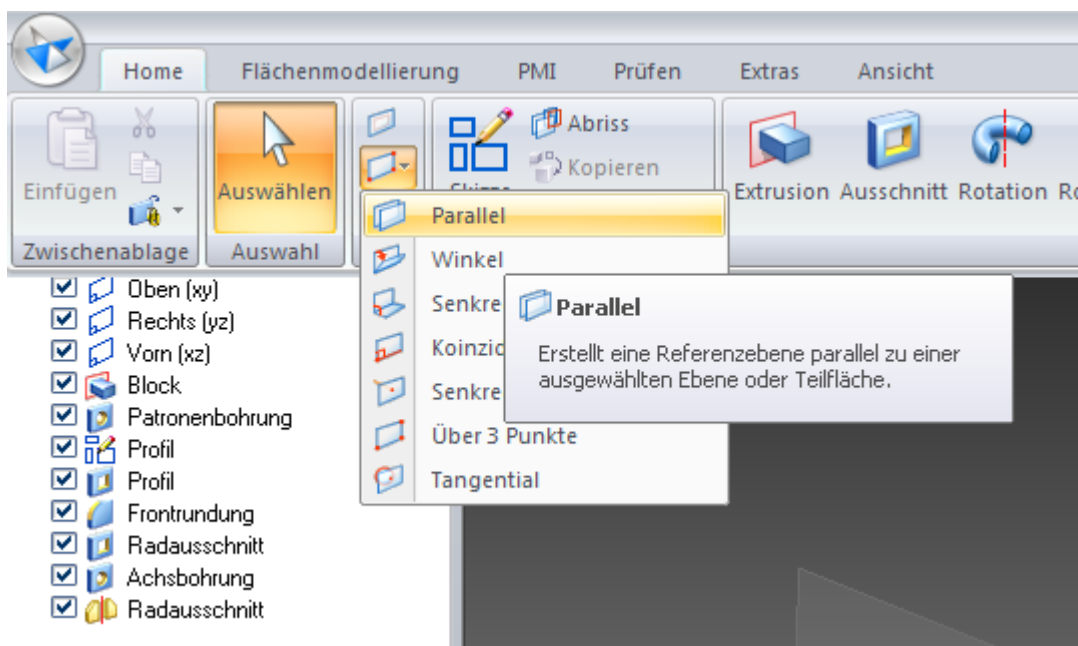 Home Flächenmodellierung PMI Prüfen Extras Ansicht
Einfügen
Zwischenablage
Auswählen
Auswahl
Abriss
Kopieren
Extrusion Ausschnitt Rotation
Parallel
Winkel
Senkre
Koinzid
Senkre
Über 3 Punkte
Tangential
Parallel
Erstellt eine Referenzebene parallel zu einer
ausgewählten Ebene oder Teilfläche.
Oben (xy)
Rechts (yz)
Vorn (xz)
Block
Patronenbohrung
Profil
Profil
Frontrundung
Radausschnitt
Achsbohrung
Radausschnitt